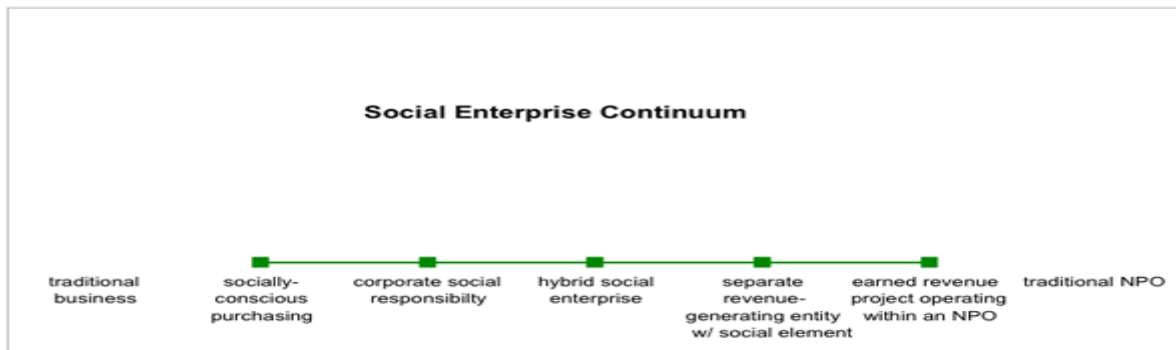 Social Enterprise Continuum
traditional
business
socially-
conscious
purchasing
corporate social
responsibilty
hybrid social
enterprise
separate
revenue-
generating entity
w/ social element
earned revenue
project operating
within an NPO
traditional NPO